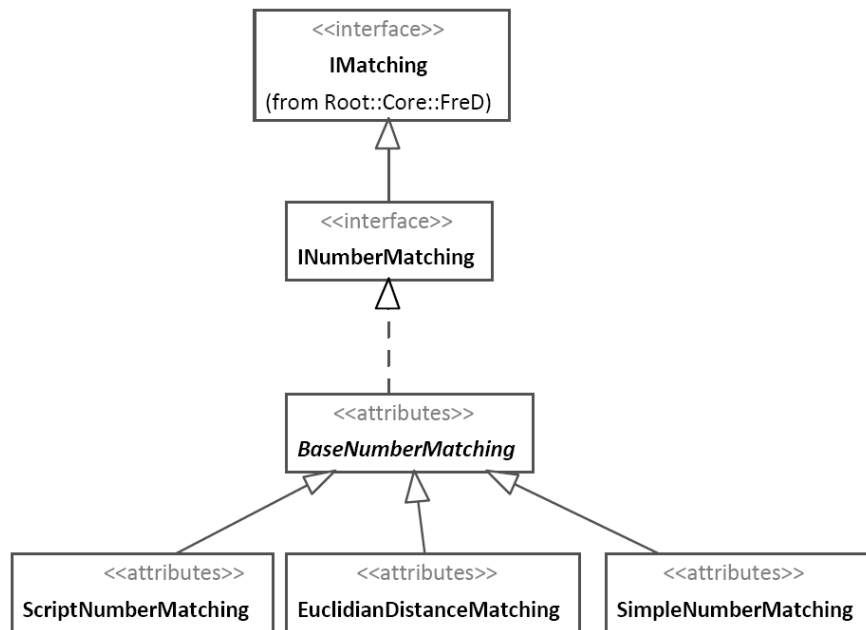 <<interface>>
IMatching
(from Root::Core::FreD)
<<interface>>
INumberMatching
<<attributes>>
BaseNumberMatching
<<attributes>>
ScriptNumberMatching
<<attributes>>
EuclidianDistanceMatching
<<attributes>>
SimpleNumberMatching